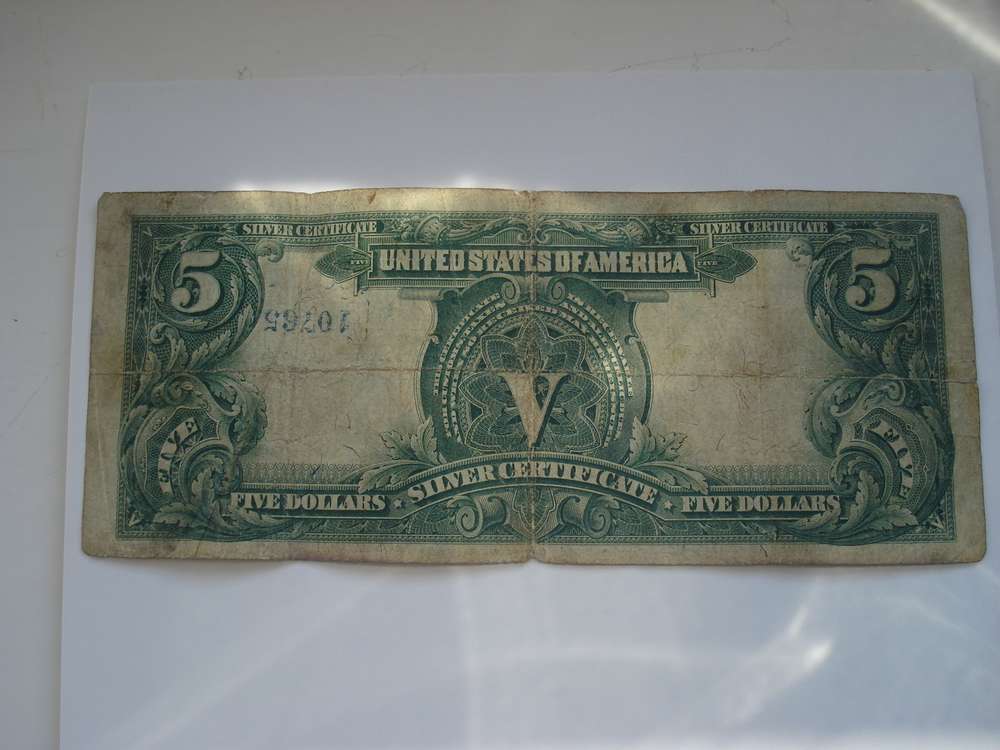 SILVER CERTIFICATE SILVER CERTIFICATE
FIVE UNITED STATES OF AMERICA FIVE
5 5
10765
V
FIVE FIVE
FIVE DOLLARS SILVER CERTIFICATE FIVE DOLLARS